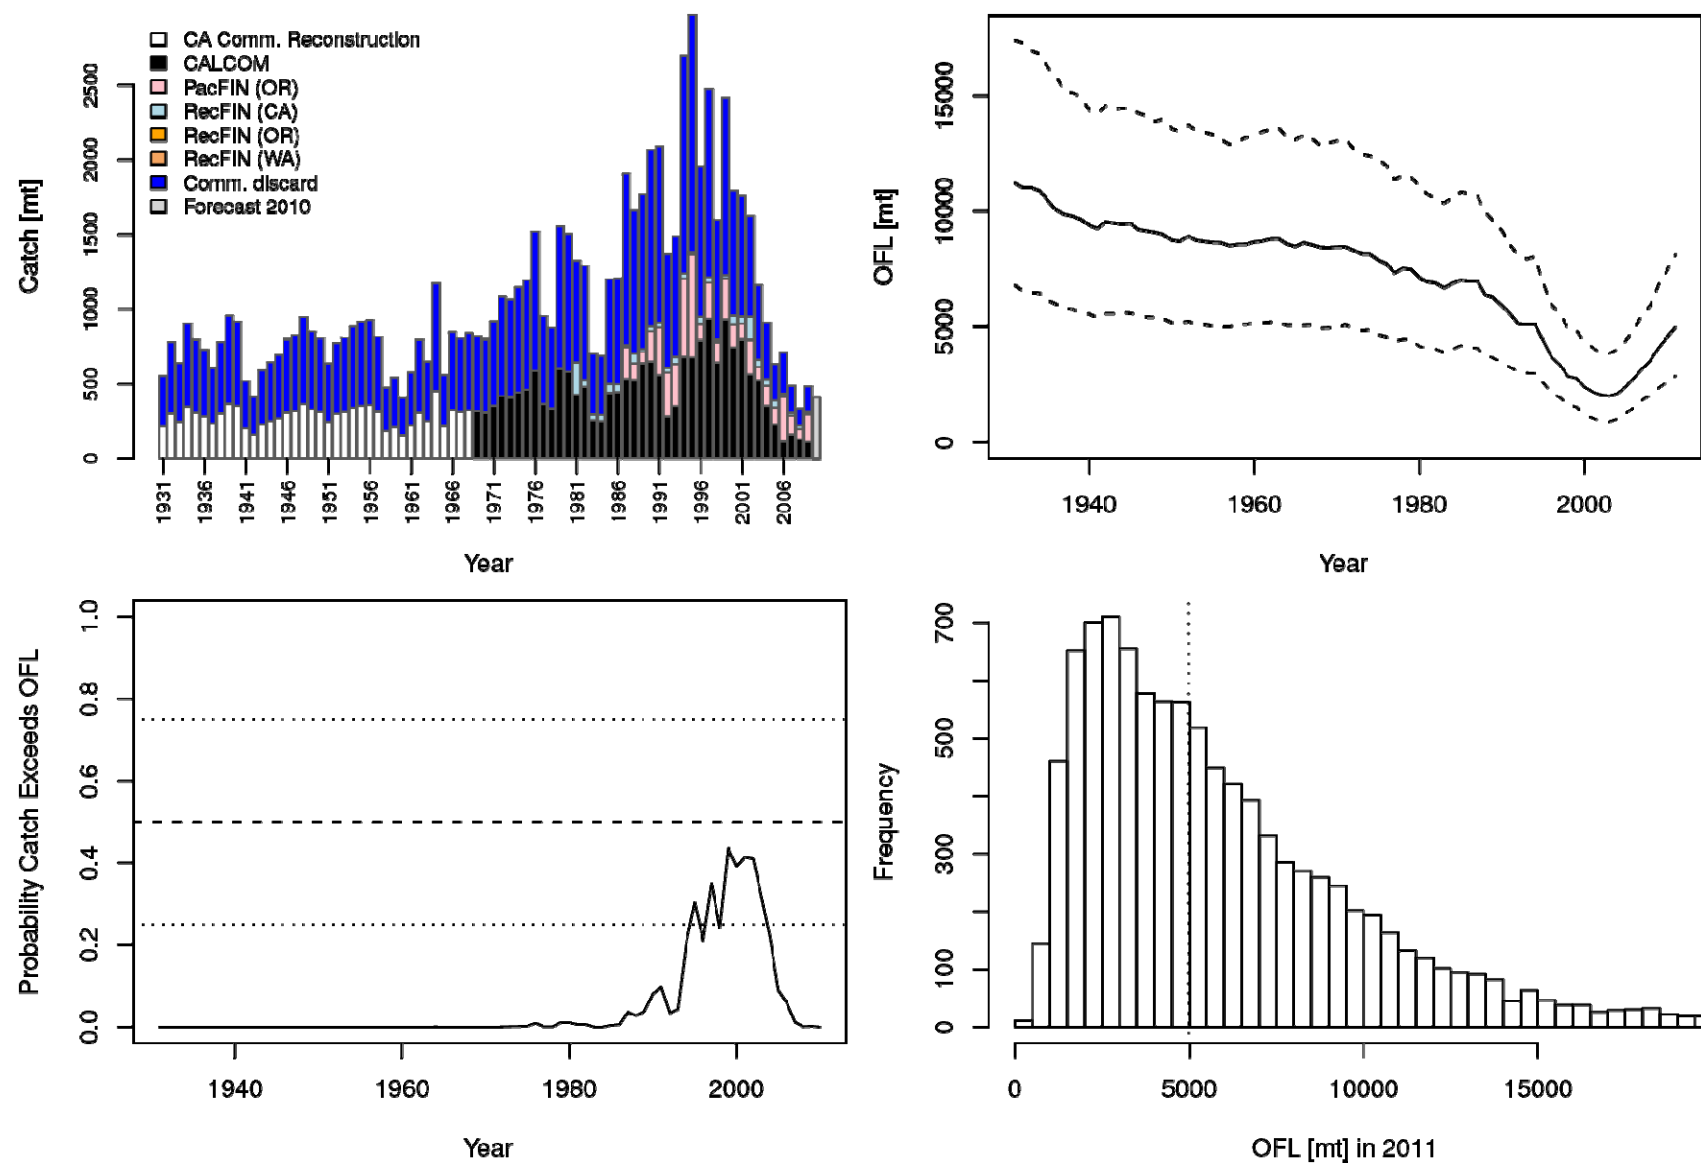 CA Comm. Reconstruction
CALCOM
PacFIN (OR)
RecFIN (CA)
RecFIN (OR)
RecFIN (WA)
Comm. discard
Forecast 2010
Catch [mt]
0 500 1000 1500 2000 2500
1931 1936 1941 1946 1951 1956 1961 1966 1971 1976 1981 1986 1991 1996 2001 2006
Year
OFL [mt]
0 5000 10000 15000
1940 1960 1980 2000
Year
Probability Catch Exceeds OFL
0.0 0.2 0.4 0.6 0.8 1.0
1940 1960 1980 2000
Year
Frequency
0 100 300 500 700
0 5000 10000 15000
OFL [mt] in 2011